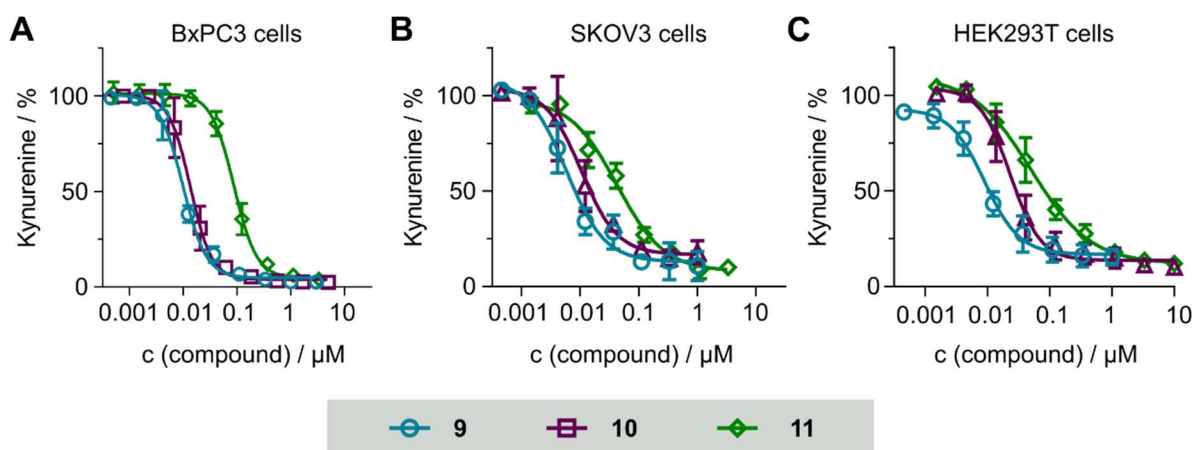 A
BxPC3 cells
Kynurenine / %
100
50
0
0.001 0.01 0.1 1 10
c (compound) / µM
B
SKOV3 cells
Kynurenine / %
100
50
0
0.001 0.01 0.1 1 10
c (compound) / µM
C
HEK293T cells
Kynurenine / %
100
50
0
0.001 0.01 0.1 1 10
c (compound) / µM
9 10 11